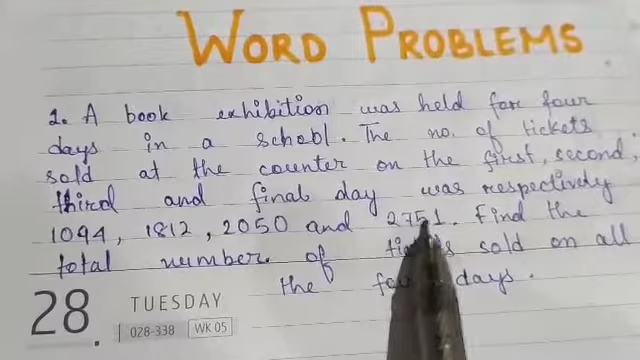 WORD PROBLEMS
1. A book exhibition was held for four
days in a school. The no. of tickets
sold at the counter on the first, second,
third and final day was respectively
1094, 1812, 2050 and 2751. Find the
total number of sold on all
the days.
28.
TUESDAY
028-338 WK 05